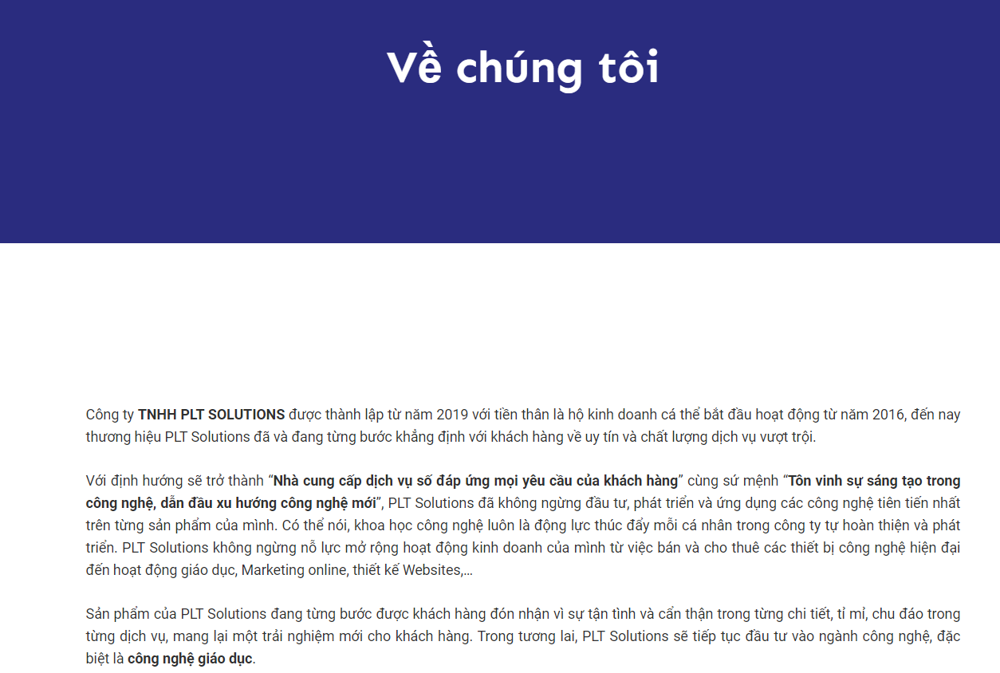 Về chúng tôi
Công ty TNHH PLT SOLUTIONS được thành lập từ năm 2019 với tiền thân là hộ kinh doanh cá thể bắt đầu hoạt động từ năm 2016, đến nay
thương hiệu PLT Solutions đã và đang từng bước khẳng định với khách hàng về uy tín và chất lượng dịch vụ vượt trội.
Với định hướng sẽ trở thành “Nhà cung cấp dịch vụ số đáp ứng mọi yêu cầu của khách hàng” cùng sứ mệnh “Tôn vinh sự sáng tạo trong
công nghệ, dẫn đầu xu hướng công nghệ mới”, PLT Solutions đã không ngừng đầu tư, phát triển và ứng dụng các công nghệ tiên tiến nhất
trên từng sản phẩm của mình. Có thể nói, khoa học công nghệ luôn là động lực thúc đẩy mỗi cá nhân trong công ty tự hoàn thiện và phát
triển. PLT Solutions không ngừng nỗ lực mở rộng hoạt động kinh doanh của mình từ việc bán và cho thuê các thiết bị công nghệ hiện đại
đến hoạt động giáo dục, Marketing online, thiết kế Websites,…
Sản phẩm của PLT Solutions đang từng bước được khách hàng đón nhận vì sự tận tình và cẩn thận trong từng chi tiết, tỉ mỉ, chu đáo trong
từng dịch vụ, mang lại một trải nghiệm mới cho khách hàng. Trong tương lai, PLT Solutions sẽ tiếp tục đầu tư vào ngành công nghệ, đặc
biệt là công nghệ giáo dục.